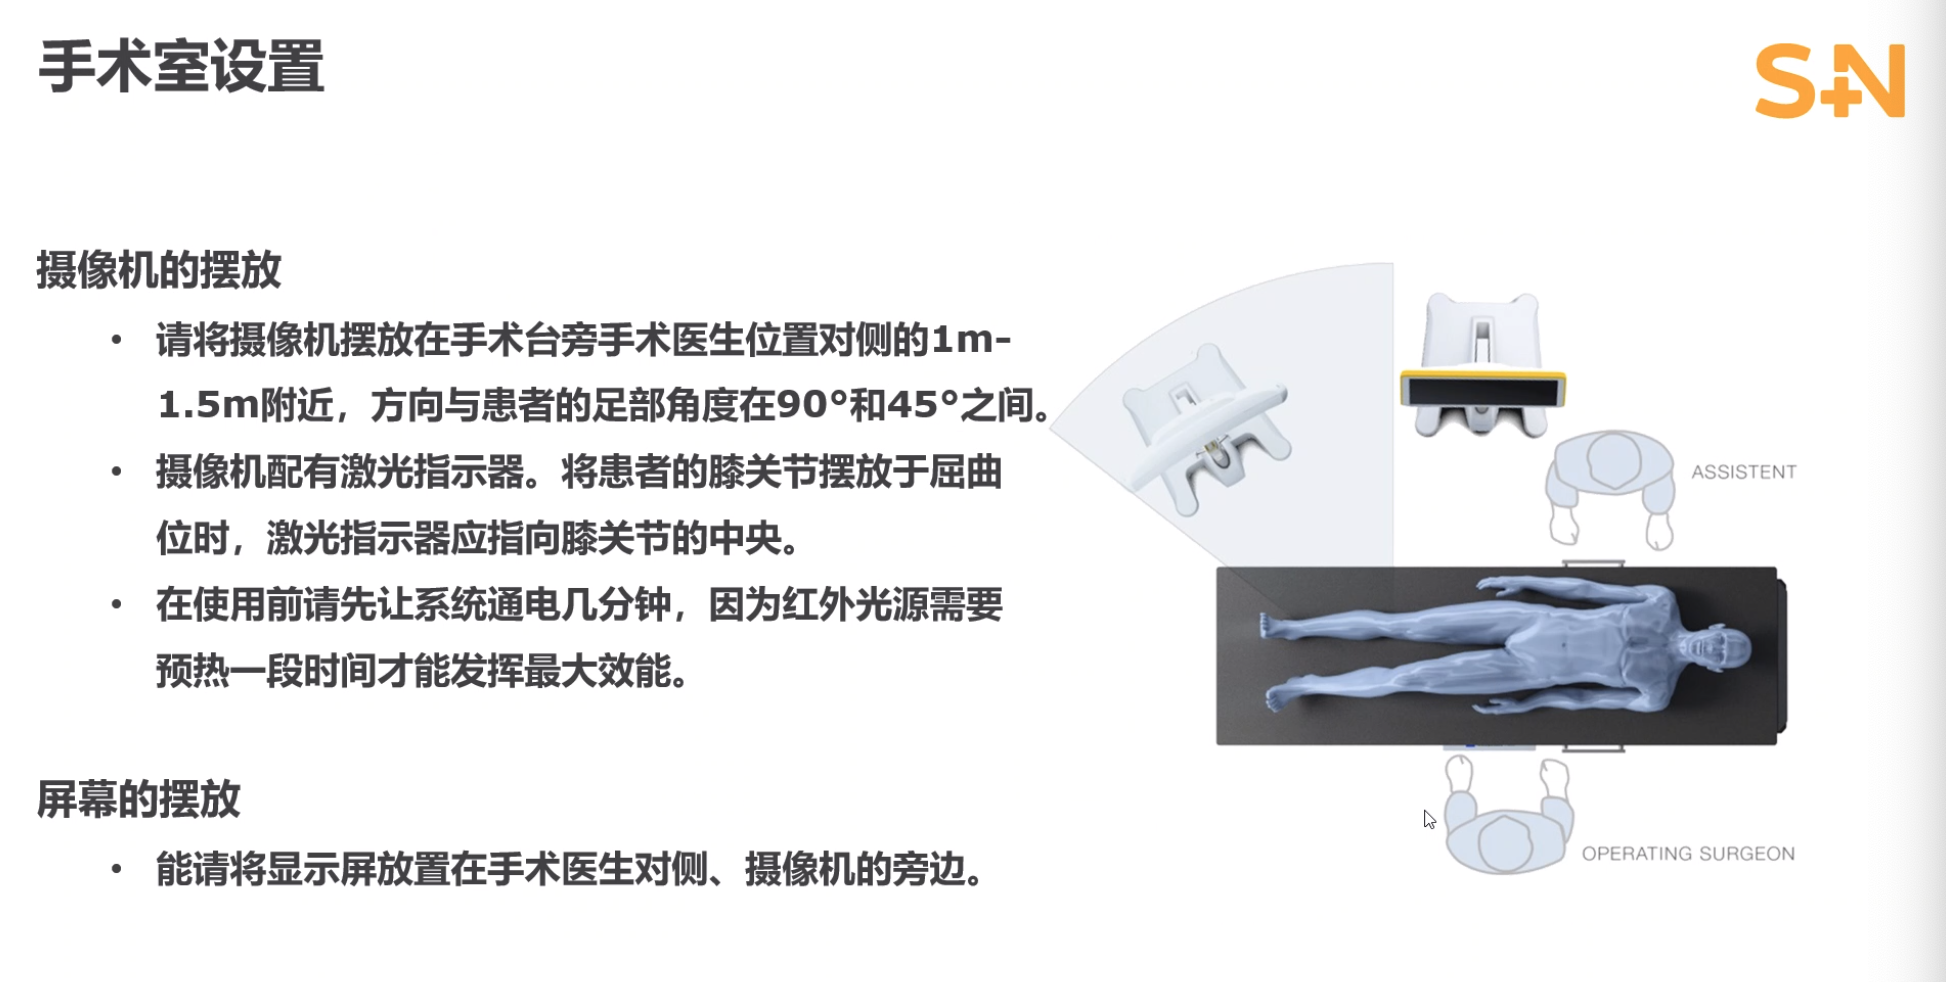 手术室设置
S+N
摄像机的摆放
• 请将摄像机摆放在手术台旁手术医生位置对侧的1m-
1.5m附近，方向与患者的足部角度在90°和45°之间。
• 摄像机配有激光指示器。将患者的膝关节摆放于屈曲
位时，激光指示器应指向膝关节的中央。
• 在使用前请先让系统通电几分钟，因为红外光源需要
预热一段时间才能发挥最大效能。
屏幕的摆放
• 能请将显示屏放置在手术医生对侧、摄像机的旁边。
ASSISTENT
OPERATING SURGEON